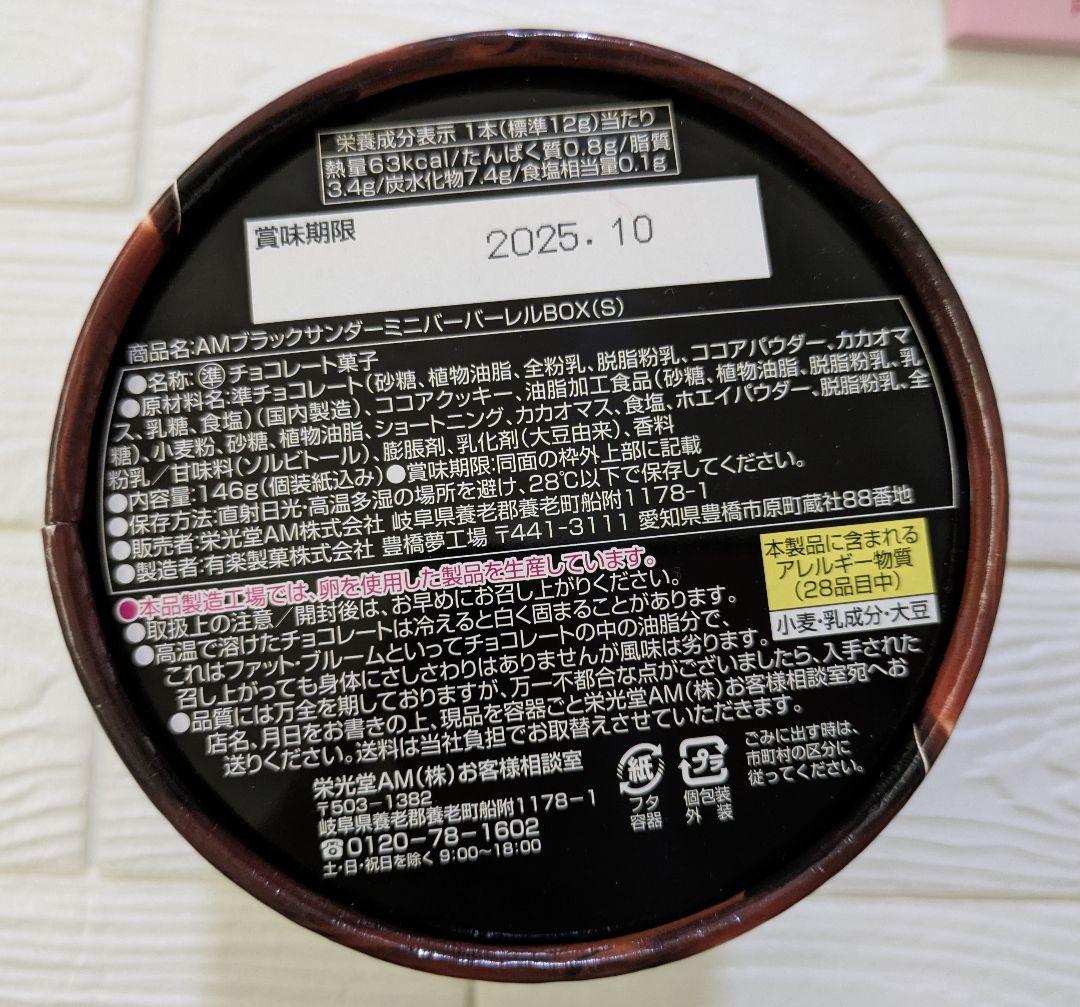 栄養成分表示 1本(標準12g)当たり
熱量63kcal/たんぱく質0.8g/脂質
3.4g/炭水化物7.4g/食塩相当量0.1g
賞味期限 2025.10
商品名:AMブラックサンダーミニバーバーレルBOX(S)
●名称:準チョコレート菓子
●原材料名:準チョコレート(砂糖、植物油脂、全粉乳、脱脂粉乳、ココアパウダー、カカオマ
ス、乳糖、食塩)(国内製造)、ココアクッキー、油脂加工食品(砂糖、植物油脂、脱脂粉乳、乳
糖)、小麦粉、砂糖、植物油脂、ショートニング、カカオマス、食塩、ホエイパウダー、脱脂粉乳、全
粉乳/甘味料(ソルビトール)、膨脹剤、乳化剤(大豆由来)、香料
●内容量:146g(個装紙込み)●賞味期限:同面の枠外上部に記載
●保存方法:直射日光・高温多湿の場所を避け、28℃以下で保存してください。
●販売者:栄光堂AM株式会社 岐阜県養老郡養老町船附1178-1
●製造者:有楽製菓株式会社 豊橋夢工場 〒441-3111 愛知県豊橋市原町蔵社88番地
●本品製造工場では、卵を使用した製品を生産しています。
●取扱上の注意/開封後は、お早めにお召し上がりください。
●高温で溶けたチョコレートは冷えると白く固まることがあります。
これはファット・ブルームといってチョコレートの中の油脂分で、
召し上がっても身体にさしさわりはありませんが風味は劣ります。
●品質には万全を期しておりますが、万一不都合な点がございましたら、入手された
店名、月日をお書きの上、現品を容器ごと栄光堂AM(株)お客様相談室宛へお
送りください。送料は当社負担でお取替えさせていただきます。
本製品に含まれる
アレルギー物質
(28品目中)
小麦・乳成分・大豆
栄光堂AM(株)お客様相談室
〒503-1382
岐阜県養老郡養老町船附1178-1
☎0120-78-1602
土・日・祝日を除く 9:00~18:00
紙
フタ
容器
プラ
個包装
外装
ごみに出す時は、
市町村の区分に
従ってください。